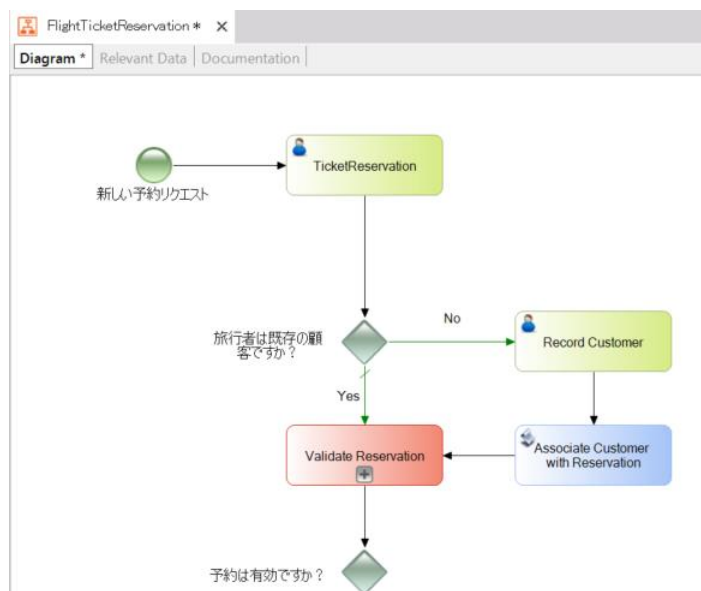 FlightTicketReservation *
Diagram * Relevant Data Documentation
TicketReservation
新しい予約リクエスト
旅行者は既存の顧
客ですか?
No
Record Customer
Yes
Validate Reservation
Associate Customer
with Reservation
予約は有効ですか?